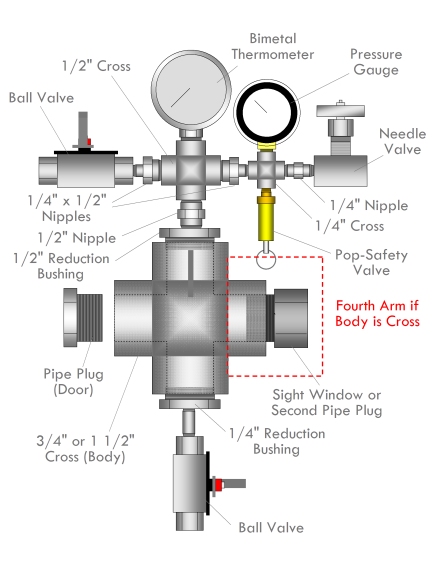 Bimetal
Thermometer
Pressure
Gauge
1/2" Cross
Ball Valve
Needle
Valve
1/4" x 1/2"
Nipples
1/4" Nipple
1/4" Cross
1/2" Nipple
1/2" Reduction
Bushing
Pop-Safety
Valve
Fourth Arm if
Body is Cross
Pipe Plug
(Door)
Sight Window or
Second Pipe Plug
3/4" or 1 1/2"
Cross (Body)
1/4" Reduction
Bushing
Ball Valve